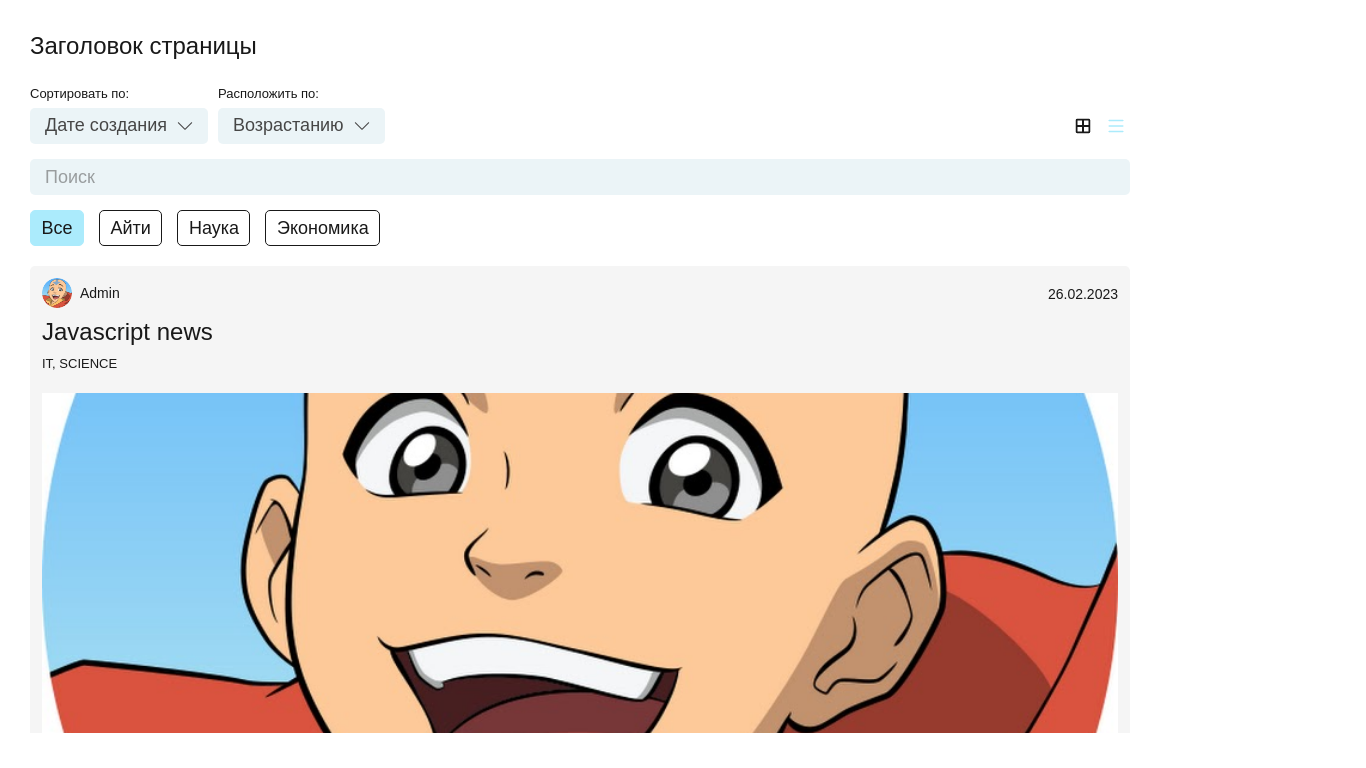 Заголовок страницы
Сортировать по: Расположить по:
Дате создания Возрастанию
Поиск
Все Айти Наука Экономика
Admin 26.02.2023
Javascript news
IT, SCIENCE